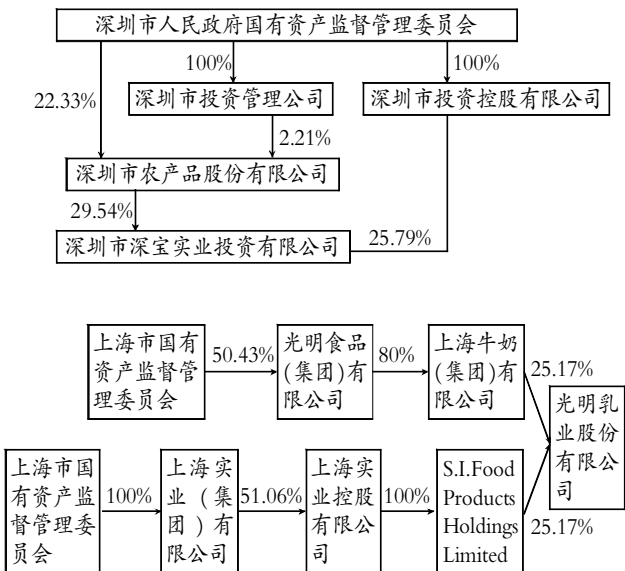 深圳市人民政府国有资产监督管理委员会
100%
100%
22.33%
深圳市投资管理公司
深圳市投资控股有限公司
2.21%
深圳市农产品股份有限公司
29.54%
深圳市深宝实业投资有限公司
25.79%
上海市国有
资产监督管
理委员会
50.43%
光明食品
(集团)有
限公司
80%
上海牛奶
(集团)有
限公司
25.17%
光明乳
业股份
有限公
司
上海市国
有资产监
督管理委
员会
100%
上海实
业（集
团）有
限公司
51.06%
上海实
业控股
有限公
司
100%
S.I.Food
Products
Holdings
Limited
25.17%